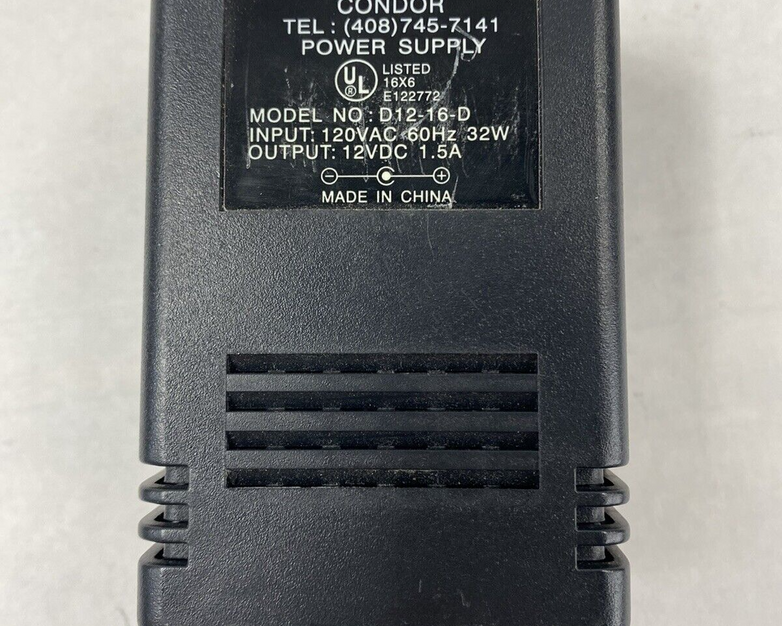 CONDOR
TEL : (408)745-7141
POWER SUPPLY
UL ® LISTED
16X6
E122772
MODEL NO : D12-16-D
INPUT: 120VAC 60Hz 32W
OUTPUT: 12VDC 1.5A
MADE IN CHINA